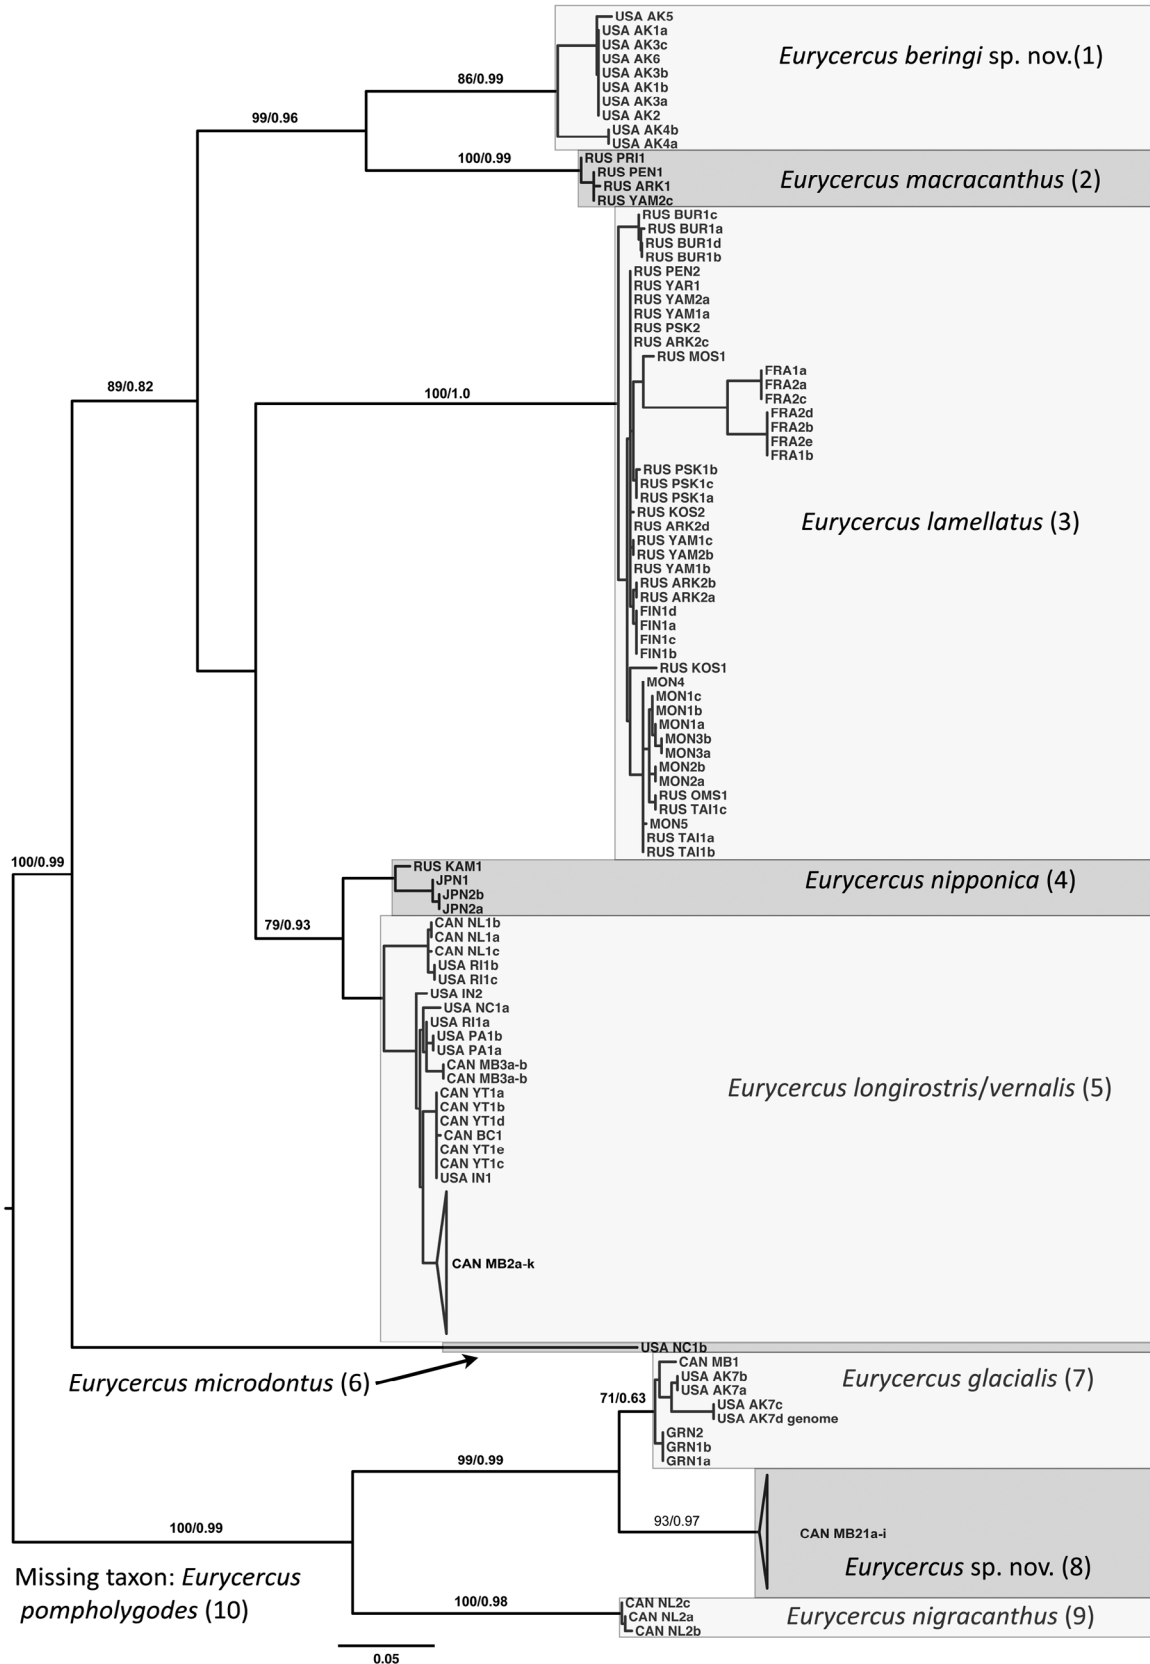 USA AK5
USA AK1a
USA AK3c
USA AK6
USA AK3b
USA AK1b
USA AK3a
USA AK2
USA AK4b
USA AK4a
Eurycercus beringi sp. nov.(1)
86/0.99
99/0.96
100/0.99
RUS PRI1
RUS PEN1
RUS ARK1
RUS YAM2c
Eurycercus macracanthus (2)
RUS BUR1c
RUS BUR1a
RUS BUR1d
RUS BUR1b
RUS PEN2
RUS YAR1
RUS YAM2a
RUS YAM1a
RUS PSK2
RUS ARK2c
RUS MOS1
FRA1a
FRA2a
FRA2c
FRA2d
FRA2b
FRA2e
FRA1b
89/0.82
100/1.0
RUS PSK1b
RUS PSK1c
RUS PSK1a
RUS KOS2
RUS ARK2d
RUS YAM1c
RUS YAM2b
RUS YAM1b
RUS ARK2b
RUS ARK2a
FIN1d
FIN1a
FIN1c
FIN1b
Eurycercus lamellatus (3)
RUS KOS1
MON4
MON1c
MON1b
MON1a
MON3b
MON3a
MON2b
MON2a
RUS OMS1
RUS TAI1c
MON5
RUS TAI1a
RUS TAI1b
100/0.99
RUS KAM1
JPN1
JPN2b
JPN2a
Eurycercus nipponica (4)
79/0.93
CAN NL1b
CAN NL1a
CAN NL1c
USA RI1b
USA RI1c
USA IN2
USA NC1a
USA RI1a
USA PA1b
USA PA1a
CAN MB3a-b
CAN MB3a-b
CAN YT1a
CAN YT1b
CAN YT1d
CAN BC1
CAN YT1e
CAN YT1c
USA IN1
Eurycercus longirostris/vernalis (5)
CAN MB2a-k
USA NC1b
Eurycercus microdontus (6)
CAN MB1
USA AK7b
USA AK7a
USA AK7c
USA AK7d genome
GRN2
GRN1b
GRN1a
Eurycercus glacialis (7)
71/0.63
99/0.99
93/0.97
CAN MB21a-i
Eurycercus sp. nov. (8)
100/0.99
100/0.98
CAN NL2c
CAN NL2a
CAN NL2b
Eurycercus nigracanthus (9)
Missing taxon: Eurycercus
pompholygodes (10)
0.05